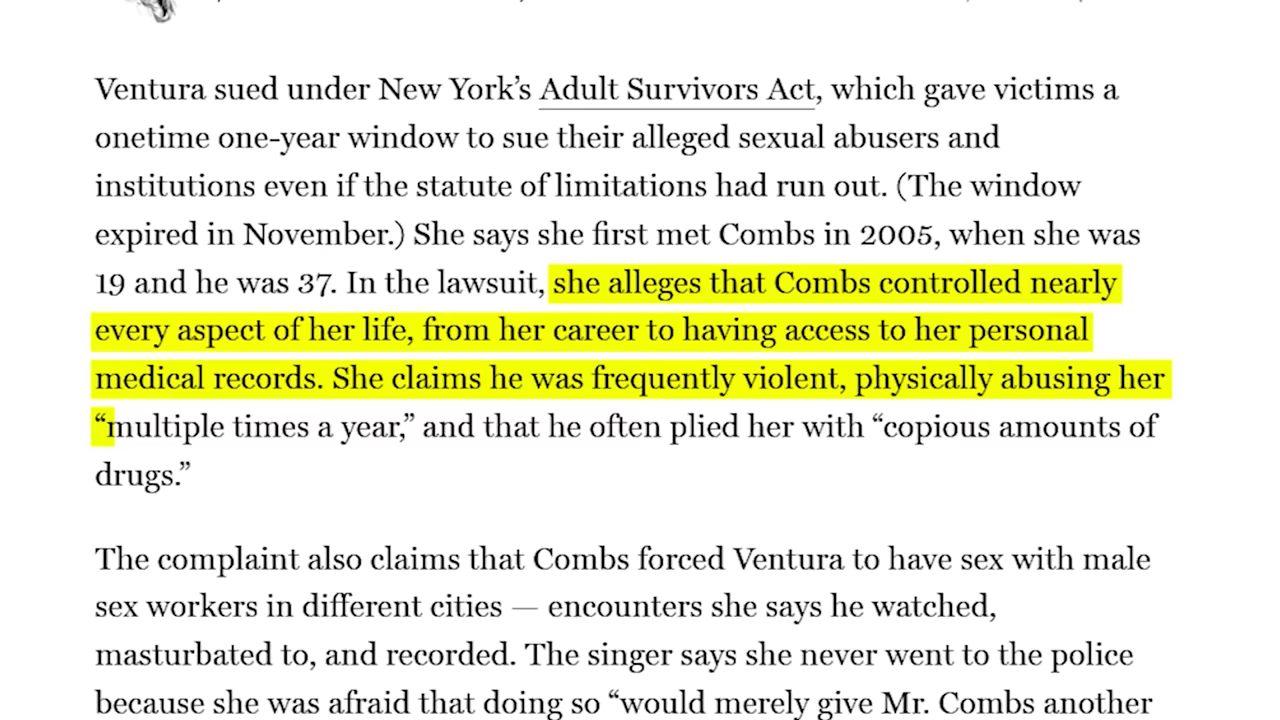 Ventura sued under New York’s Adult Survivors Act, which gave victims a
onetime one-year window to sue their alleged sexual abusers and
institutions even if the statute of limitations had run out. (The window
expired in November.) She says she first met Combs in 2005, when she was
19 and he was 37. In the lawsuit, she alleges that Combs controlled nearly
every aspect of her life, from her career to having access to her personal
medical records. She claims he was frequently violent, physically abusing her
“multiple times a year,” and that he often plied her with “copious amounts of
drugs.”
The complaint also claims that Combs forced Ventura to have sex with male
sex workers in different cities — encounters she says he watched,
masturbated to, and recorded. The singer says she never went to the police
because she was afraid that doing so “would merely give Mr. Combs another